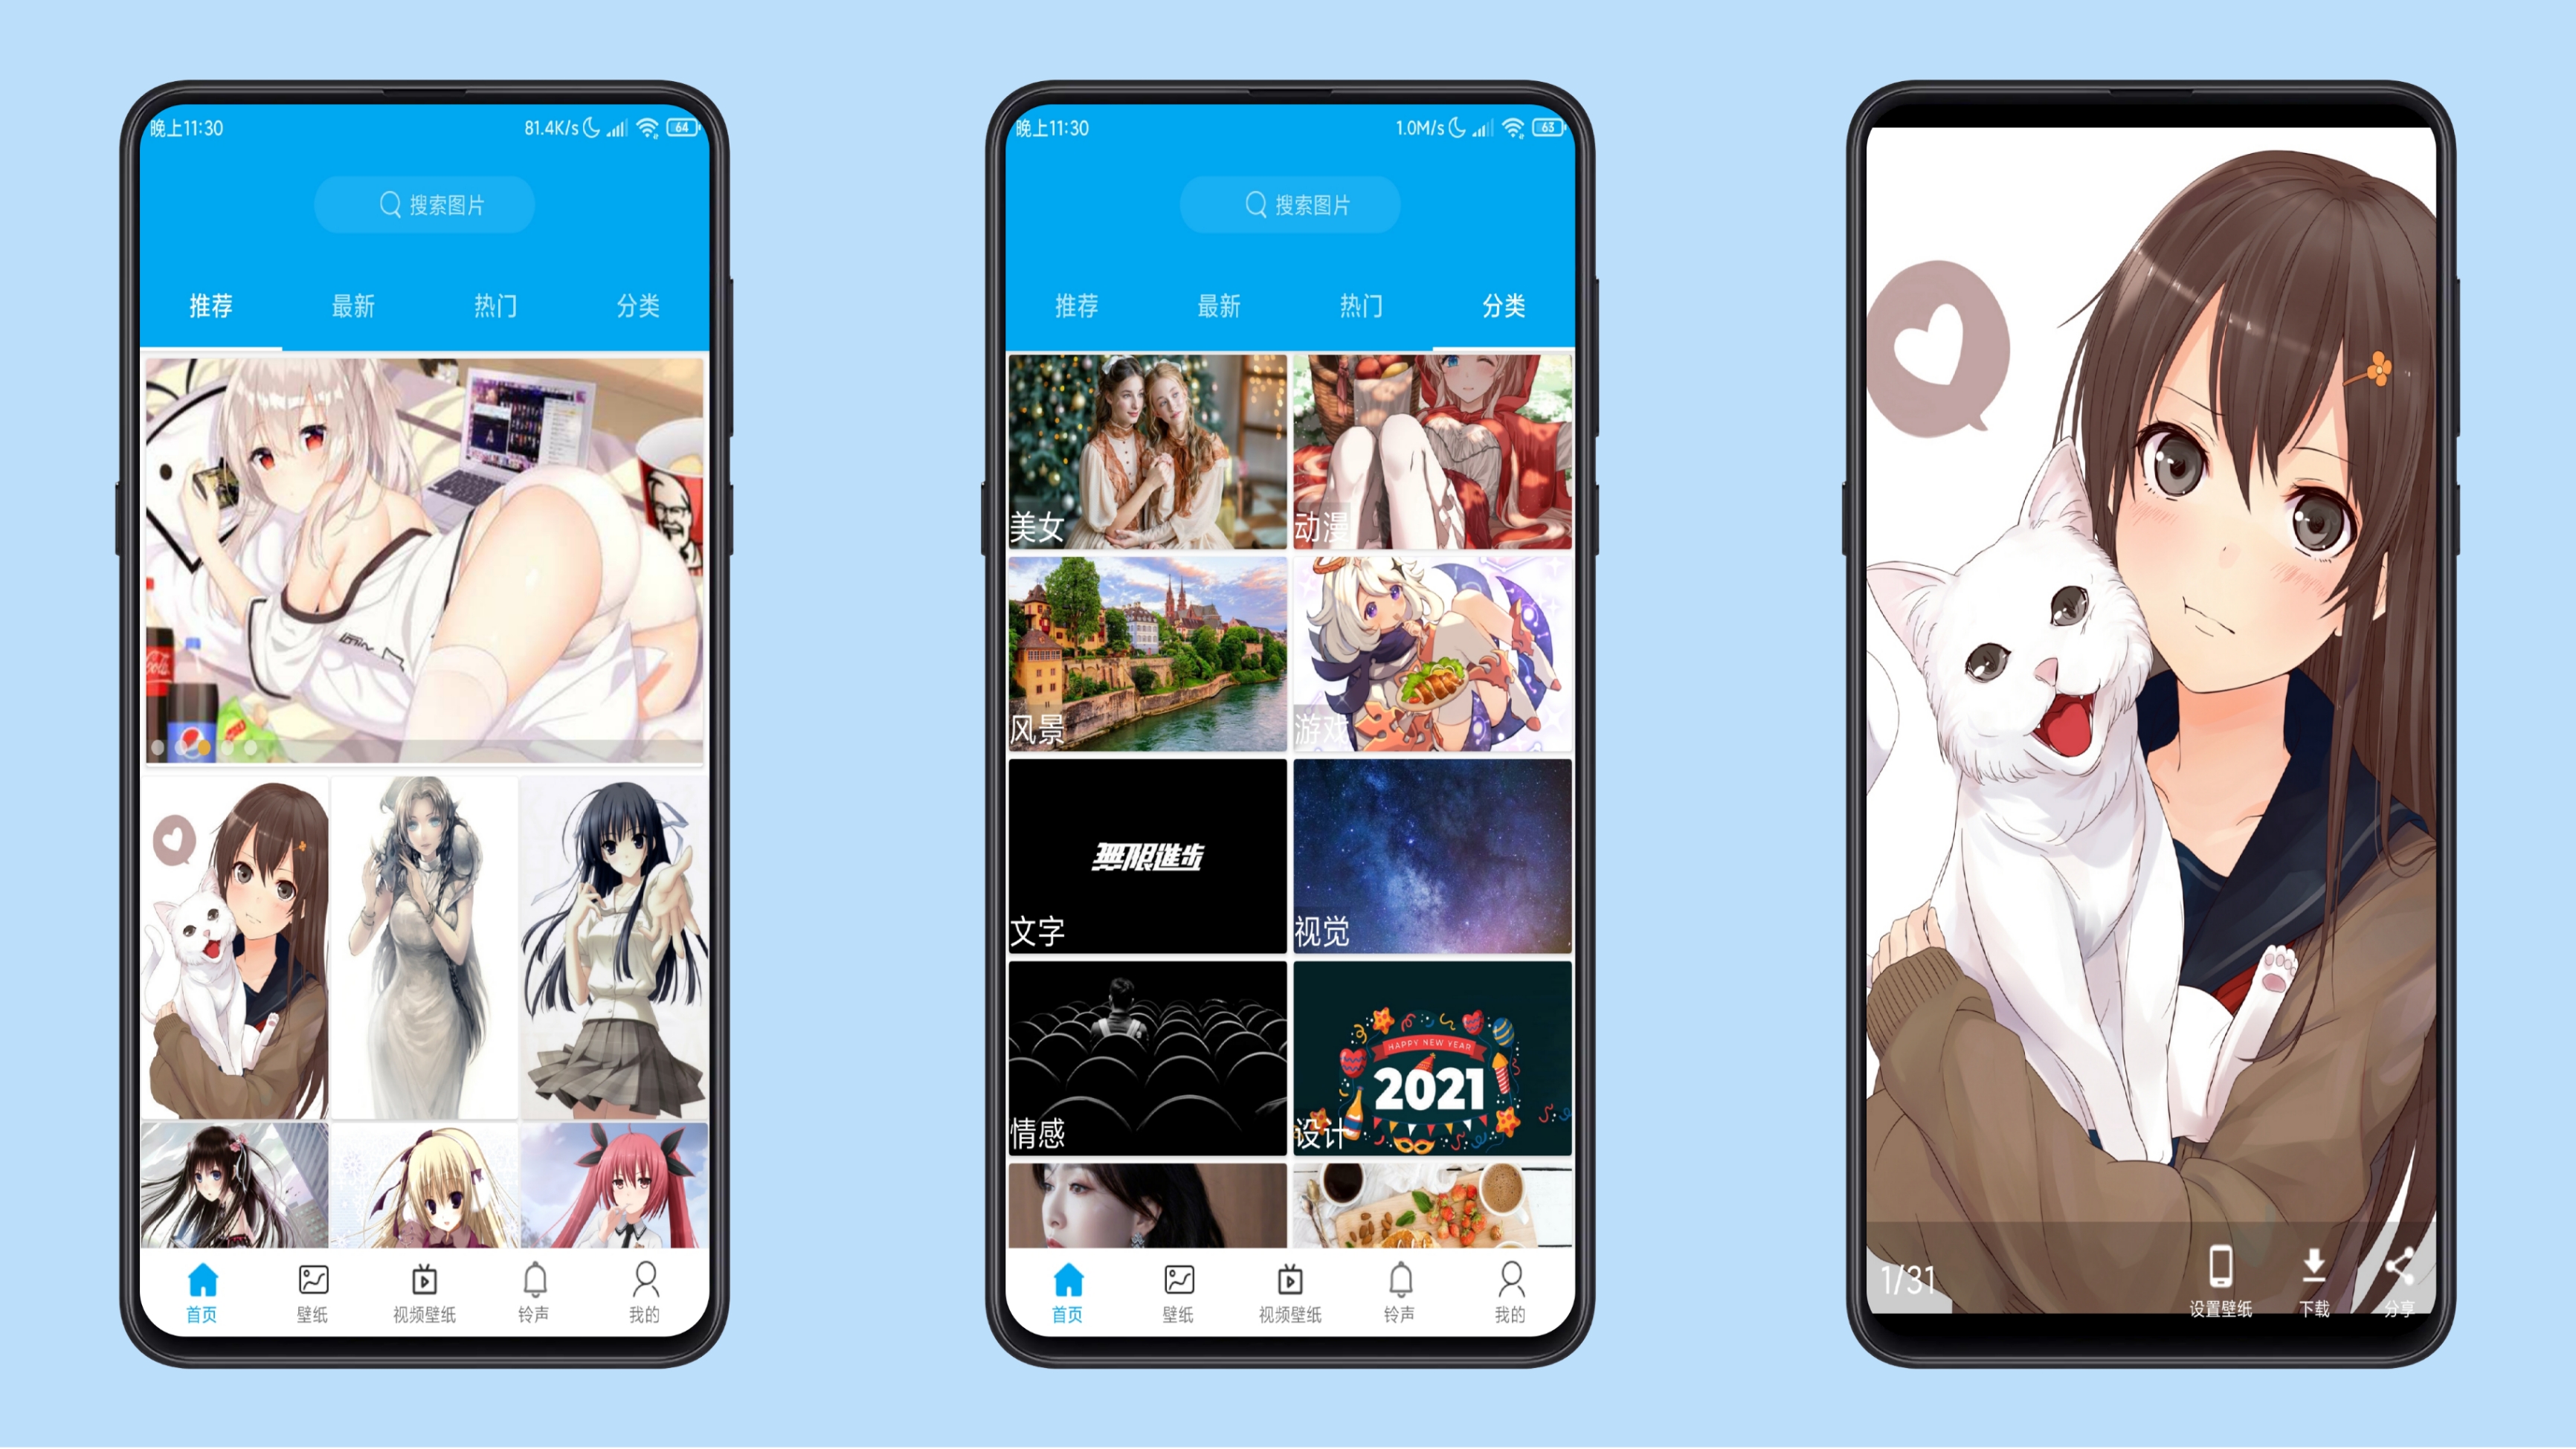 晚上11:30
81.4K/s
64
搜索图片
推荐 最新 热门 分类
KFC
首页 壁纸 视频壁纸 铃声 我的
晚上11:30
1.0M/s
63
搜索图片
推荐 最新 热门 分类
美女
动漫
风景
游戏
無限進步
文字
视觉
情感
HAPPY NEW YEAR
2021
设计
首页 壁纸 视频壁纸 铃声 我的
1/31
设置壁纸 下载 分享